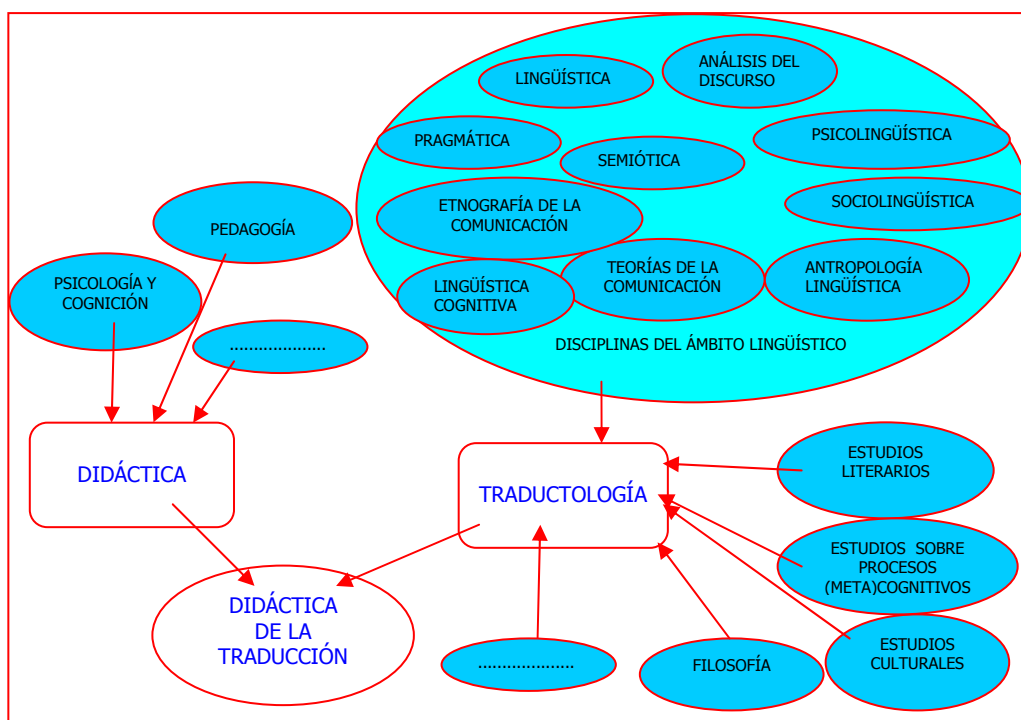 LINGÜÍSTICA
ANÁLISIS DEL
DISCURSO
PRAGMÁTICA
SEMIÓTICA
PSICOLINGÜÍSTICA
ETNOGRAFÍA DE LA
COMUNICACIÓN
SOCIOLINGÜÍSTICA
LINGÜÍSTICA
COGNITIVA
TEORÍAS DE LA
COMUNICACIÓN
ANTROPOLOGÍA
LINGÜÍSTICA
DISCIPLINAS DEL ÁMBITO LINGÜÍSTICO
PEDAGOGÍA
PSICOLOGÍA Y
COGNICIÓN
....................
DIDÁCTICA
TRADUCTOLOGÍA
ESTUDIOS
LITERARIOS
ESTUDIOS SOBRE
PROCESOS
(META)COGNITIVOS
ESTUDIOS
CULTURALES
FILOSOFÍA
....................
DIDÁCTICA
DE LA
TRADUCCIÓN